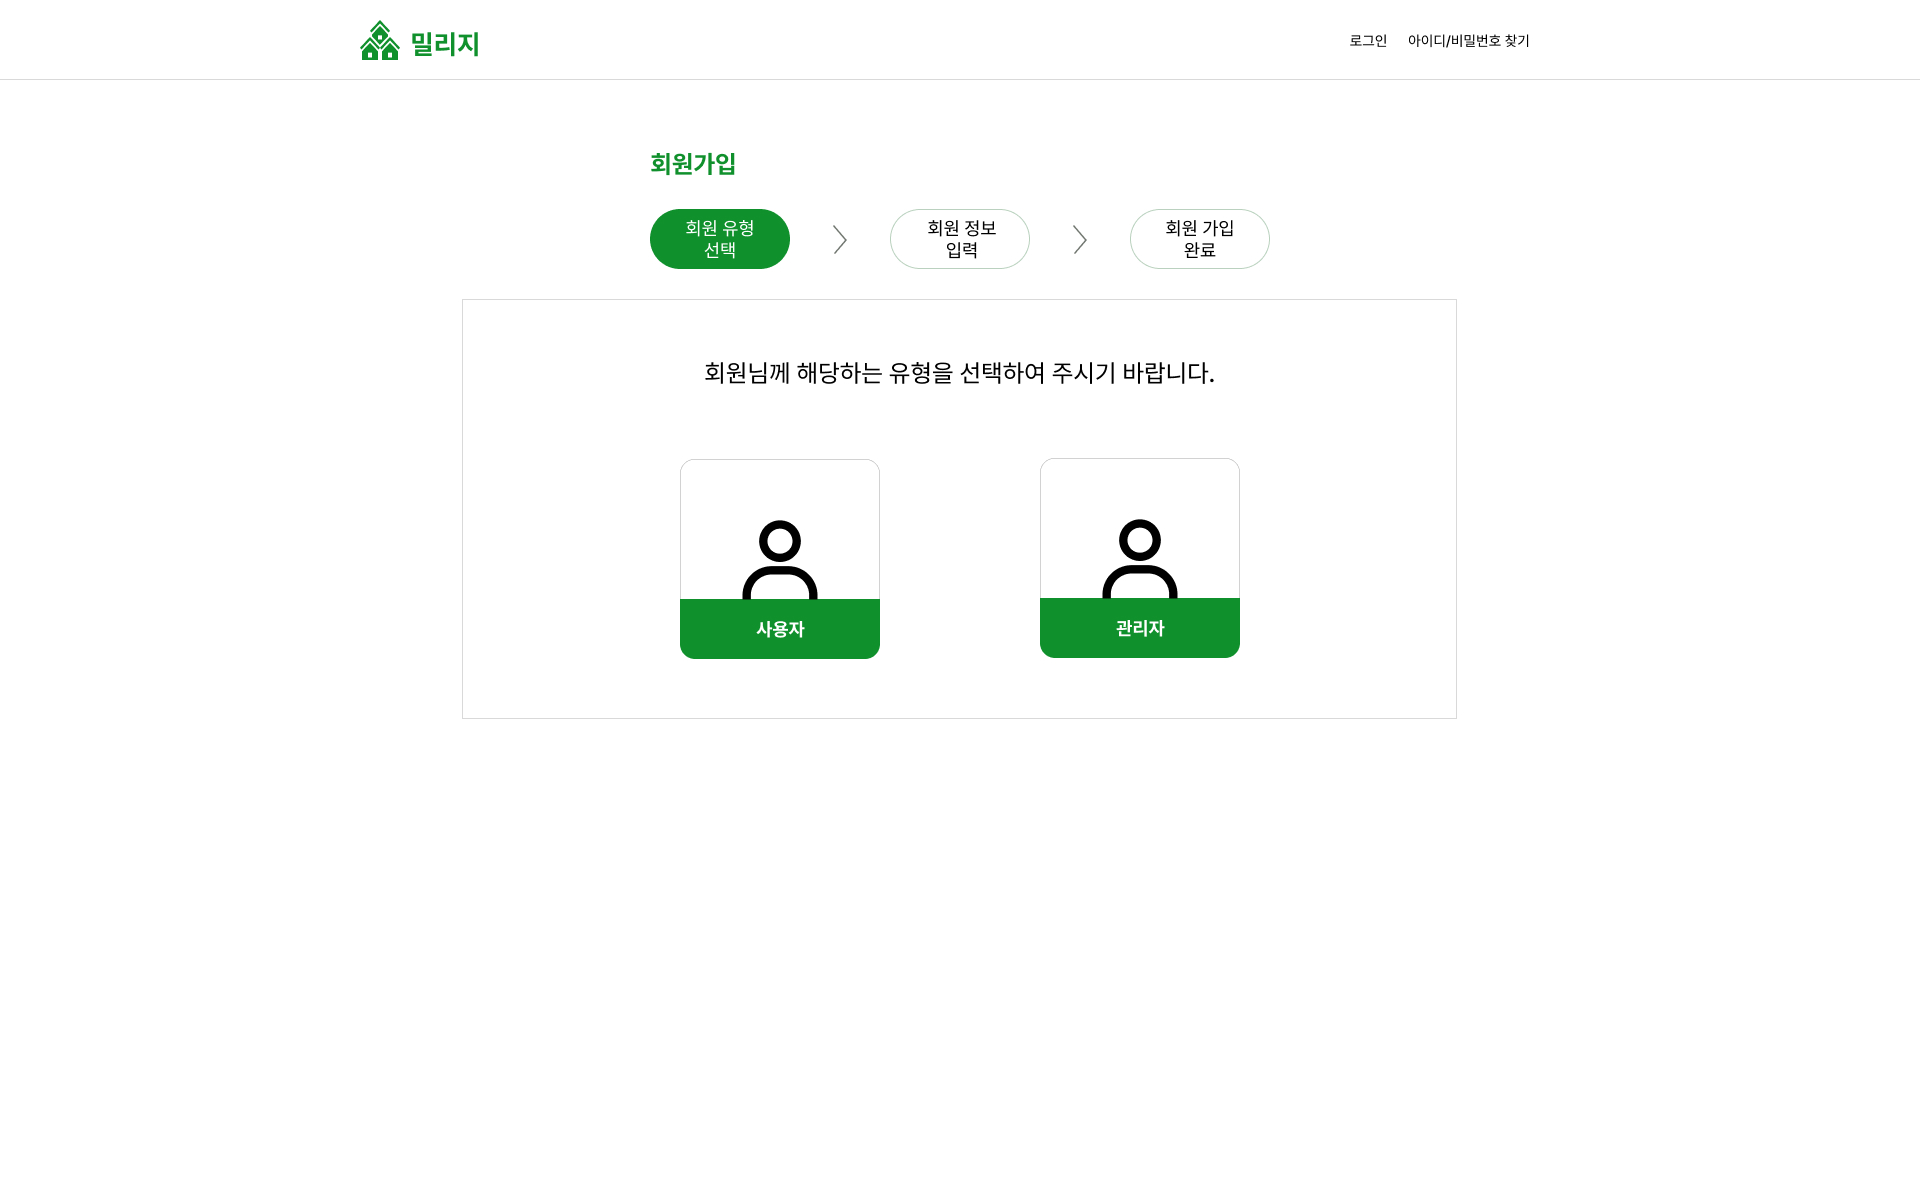 밀리지
로그인 아이디/비밀번호 찾기
회원가입
회원 유형
선택
회원 정보
입력
회원 가입
완료
회원님께 해당하는 유형을 선택하여 주시기 바랍니다.
사용자
관리자